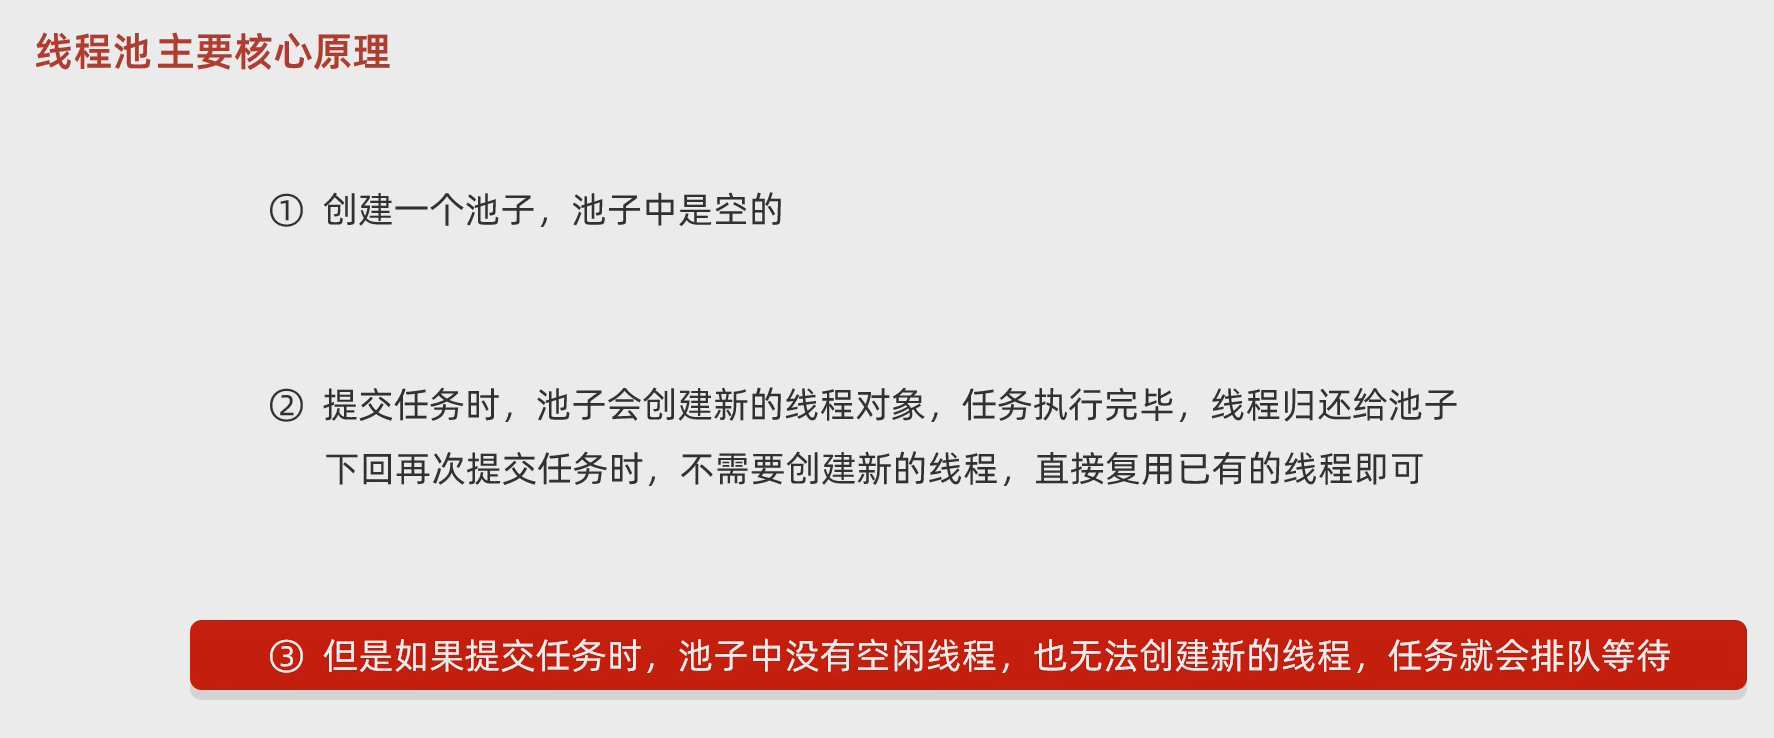 线程池主要核心原理
① 创建一个池子，池子中是空的
② 提交任务时，池子会创建新的线程对象，任务执行完毕，线程归还给池子
下回再次提交任务时，不需要创建新的线程，直接复用已有的线程即可
③ 但是如果提交任务时，池子中没有空闲线程，也无法创建新的线程，任务就会排队等待